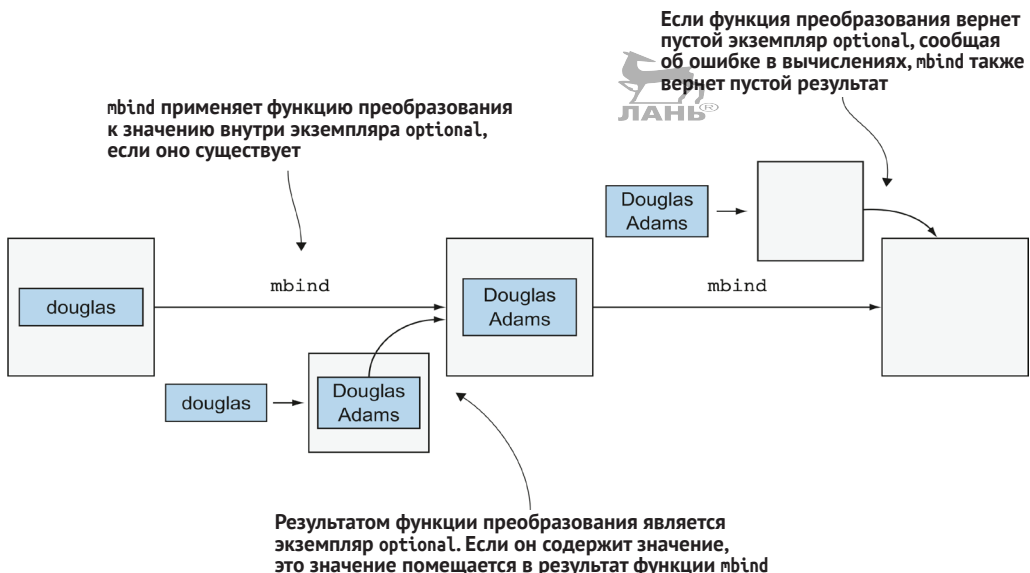 Если функция преобразования вернет
пустой экземпляр optional, сообщая
об ошибке в вычислениях, mbind также
вернет пустой результат
ЛАНЬ®
mbind применяет функцию преобразования
к значению внутри экземпляра optional,
если оно существует
Douglas
Adams
douglas
mbind
Douglas
Adams
mbind
douglas
Douglas
Adams
Результатом функции преобразования является
экземпляр optional. Если он содержит значение,
это значение помещается в результат функции mbind